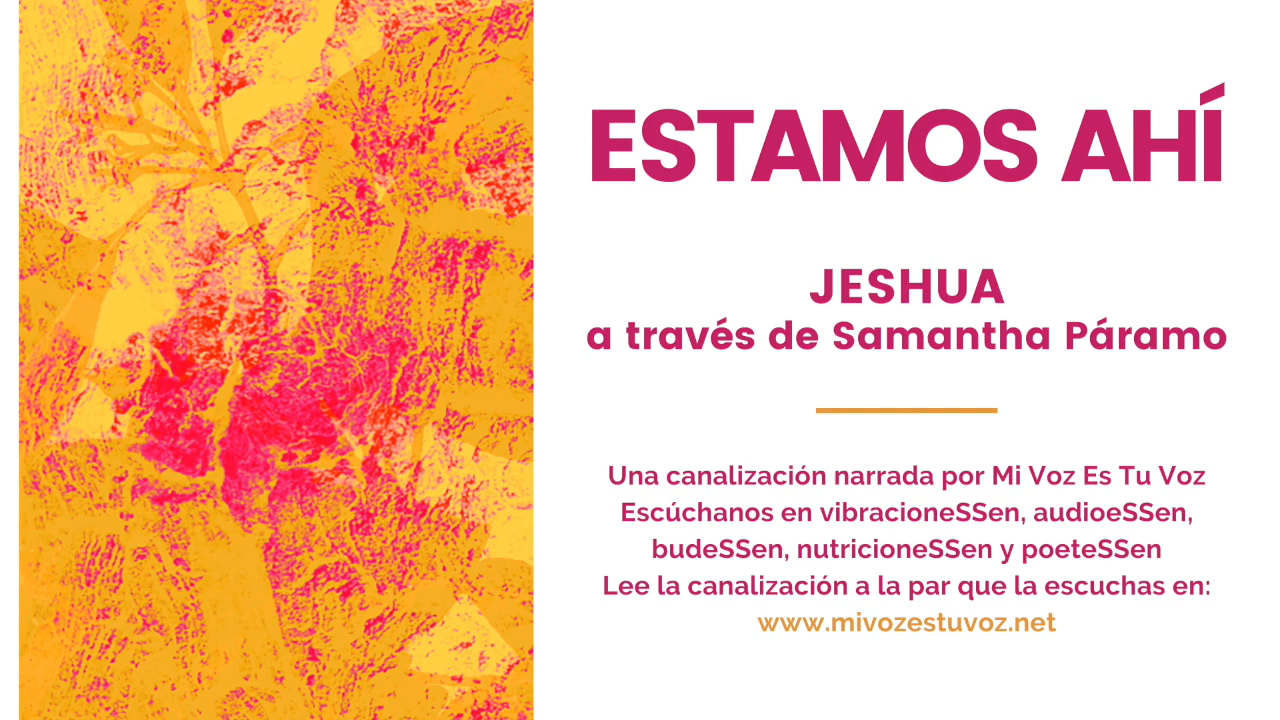 ESTAMOS AHÍ
JESHUA
a través de Samantha Páramo
Una canalización narrada por Mi Voz Es Tu Voz
Escúchanos en vibracioneSSen, audioeSSen,
budeSSen, nutricioneSSen y poeteSSen
Lee la canalización a la par que la escuchas en:
www.mivozestuvoz.net